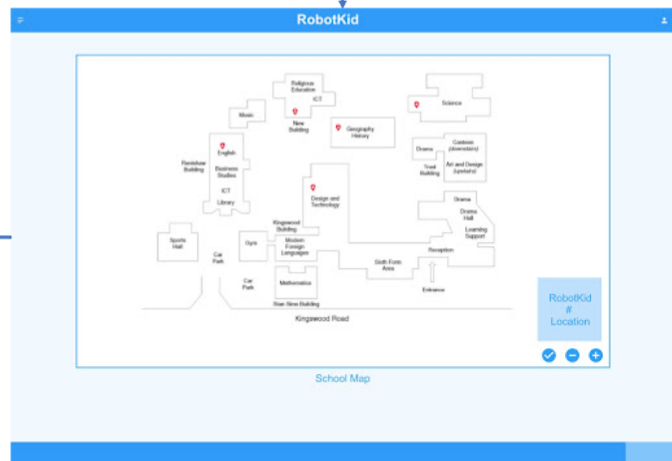 RobotKid
Religious
Education
ICT
New
Building
Music
Geography
History
Science
English
Business
Studies
ICT
Library
Renishaw
Building
Drama
Canteen
(downstairs)
Art and Design
(upstairs)
Trust
Building
Design and
Technology
Drama
Drama
Hall
Learning
Support
Reception
Kingswood
Building
Sports
Hall
Car
Park
Gym
Modern
Foreign
Languages
Sixth Form
Area
Entrance
Car
Park
Mathematics
Building
Kingswood Road
RobotKid
#
Location
School Map